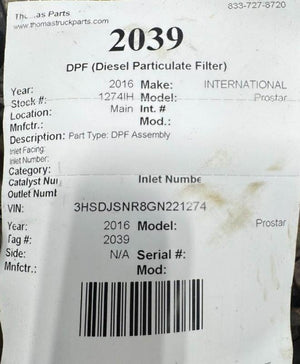 Thomas Parts 833-727-8720
www.thomastruckparts.com
2039
DPF (Diesel Particulate Filter)
Year: 2016 Make: INTERNATIONAL
Stock #: 1274IH Model: Prostar
Location: Main Int. #
Mnfctr.: Mod.:
Description: Part Type: DPF Assembly
Inlet Facing:
Inlet Number:
Category:
Catalyst Nu Inlet Numbe
Outlet Numb
VIN: 3HSDJSNR8GN221274
Year: 2016 Model: Prostar
Tag #: 2039
Side: N/A Serial #:
Mnfctr.: Mod: